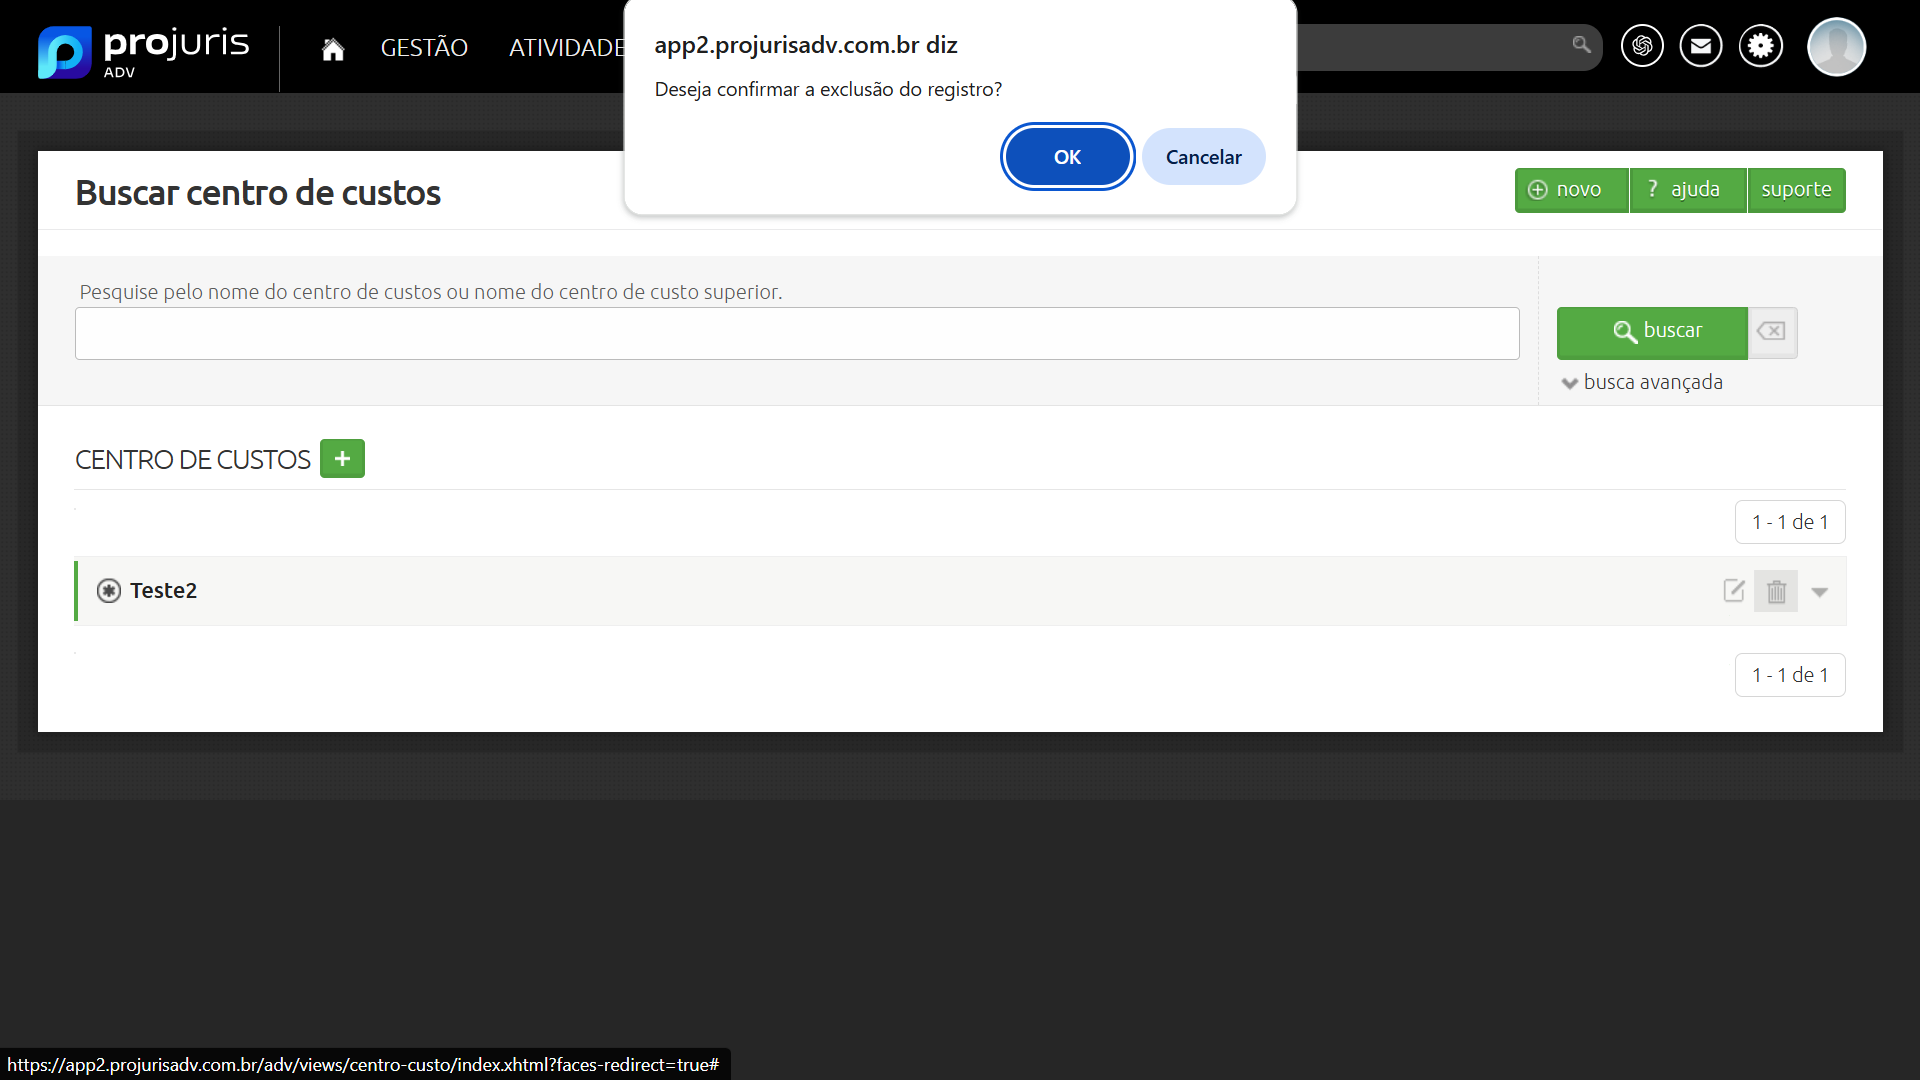 projuris
ADV
GESTÃO
ATIVIDADE
app2.projurisadv.com.br diz
Deseja confirmar a exclusão do registro?
OK
Cancelar
Buscar centro de custos
novo
? ajuda
suporte
Pesquise pelo nome do centro de custos ou nome do centro de custo superior.
buscar
busca avançada
CENTRO DE CUSTOS +
1 - 1 de 1
Teste2
1 - 1 de 1
https://app2.projurisadv.com.br/adv/views/centro-custo/index.xhtml?faces-redirect=true#